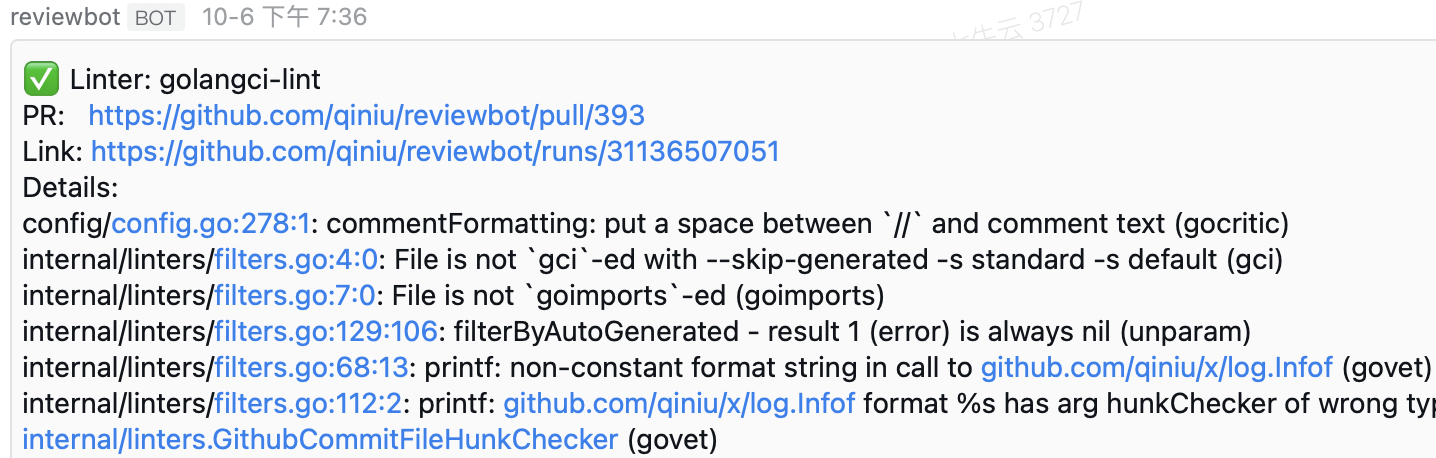 reviewbot BOT 10-6 下午 7:36
七牛云 3727
✅ Linter: golangci-lint
PR: https://github.com/qiniu/reviewbot/pull/393
Link: https://github.com/qiniu/reviewbot/runs/31136507051
Details:
config/config.go:278:1: commentFormatting: put a space between `//` and comment text (gocritic)
internal/linters/filters.go:4:0: File is not `gci`-ed with --skip-generated -s standard -s default (gci)
internal/linters/filters.go:7:0: File is not `goimports`-ed (goimports)
internal/linters/filters.go:129:106: filterByAutoGenerated - result 1 (error) is always nil (unparam)
internal/linters/filters.go:68:13: printf: non-constant format string in call to github.com/qiniu/x/log.Infof (govet)
internal/linters/filters.go:112:2: printf: github.com/qiniu/x/log.Infof format %s has arg hunkChecker of wrong
internal/linters.GithubCommitFileHunkChecker (govet)